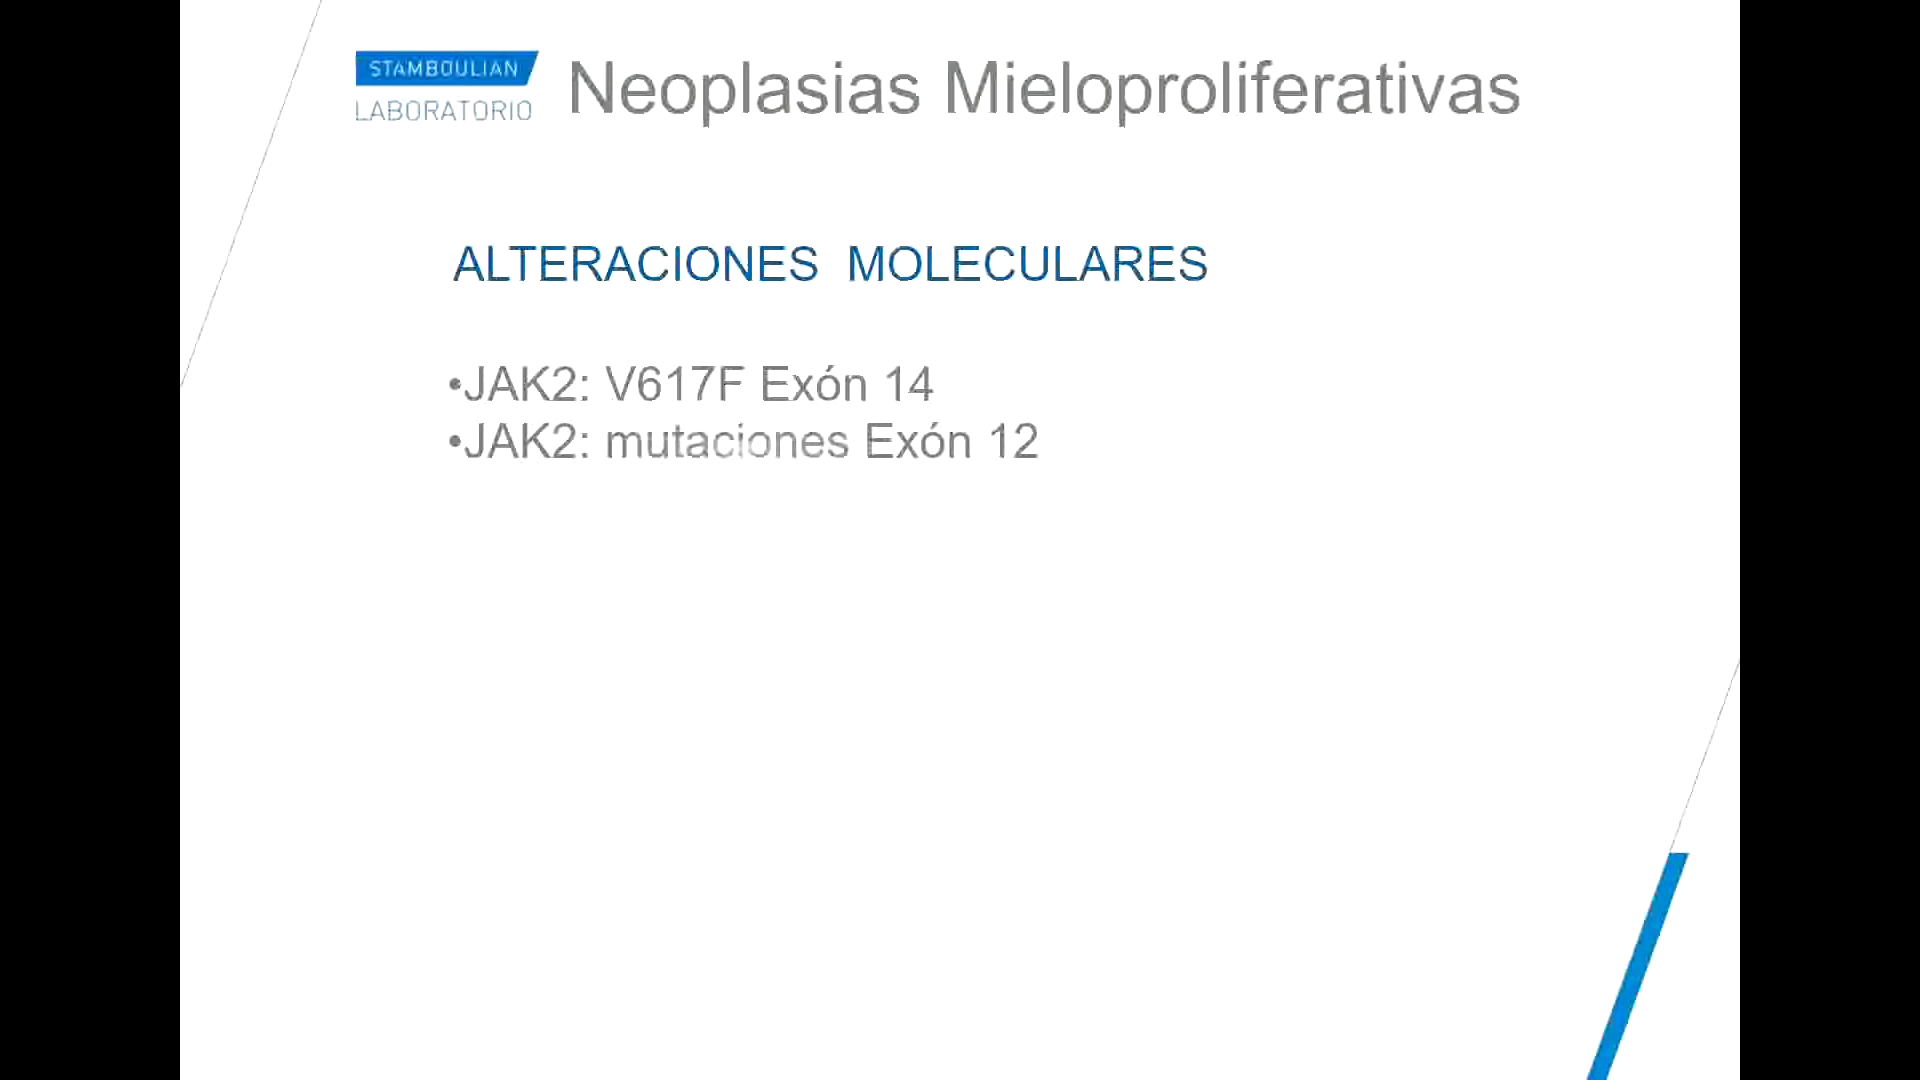 STAMBOULIAN
LABORATORIO
Neoplasias Mieloproliferativas
ALTERACIONES MOLECULARES
•JAK2: V617F Exón 14
•JAK2: mutaciones Exón 12